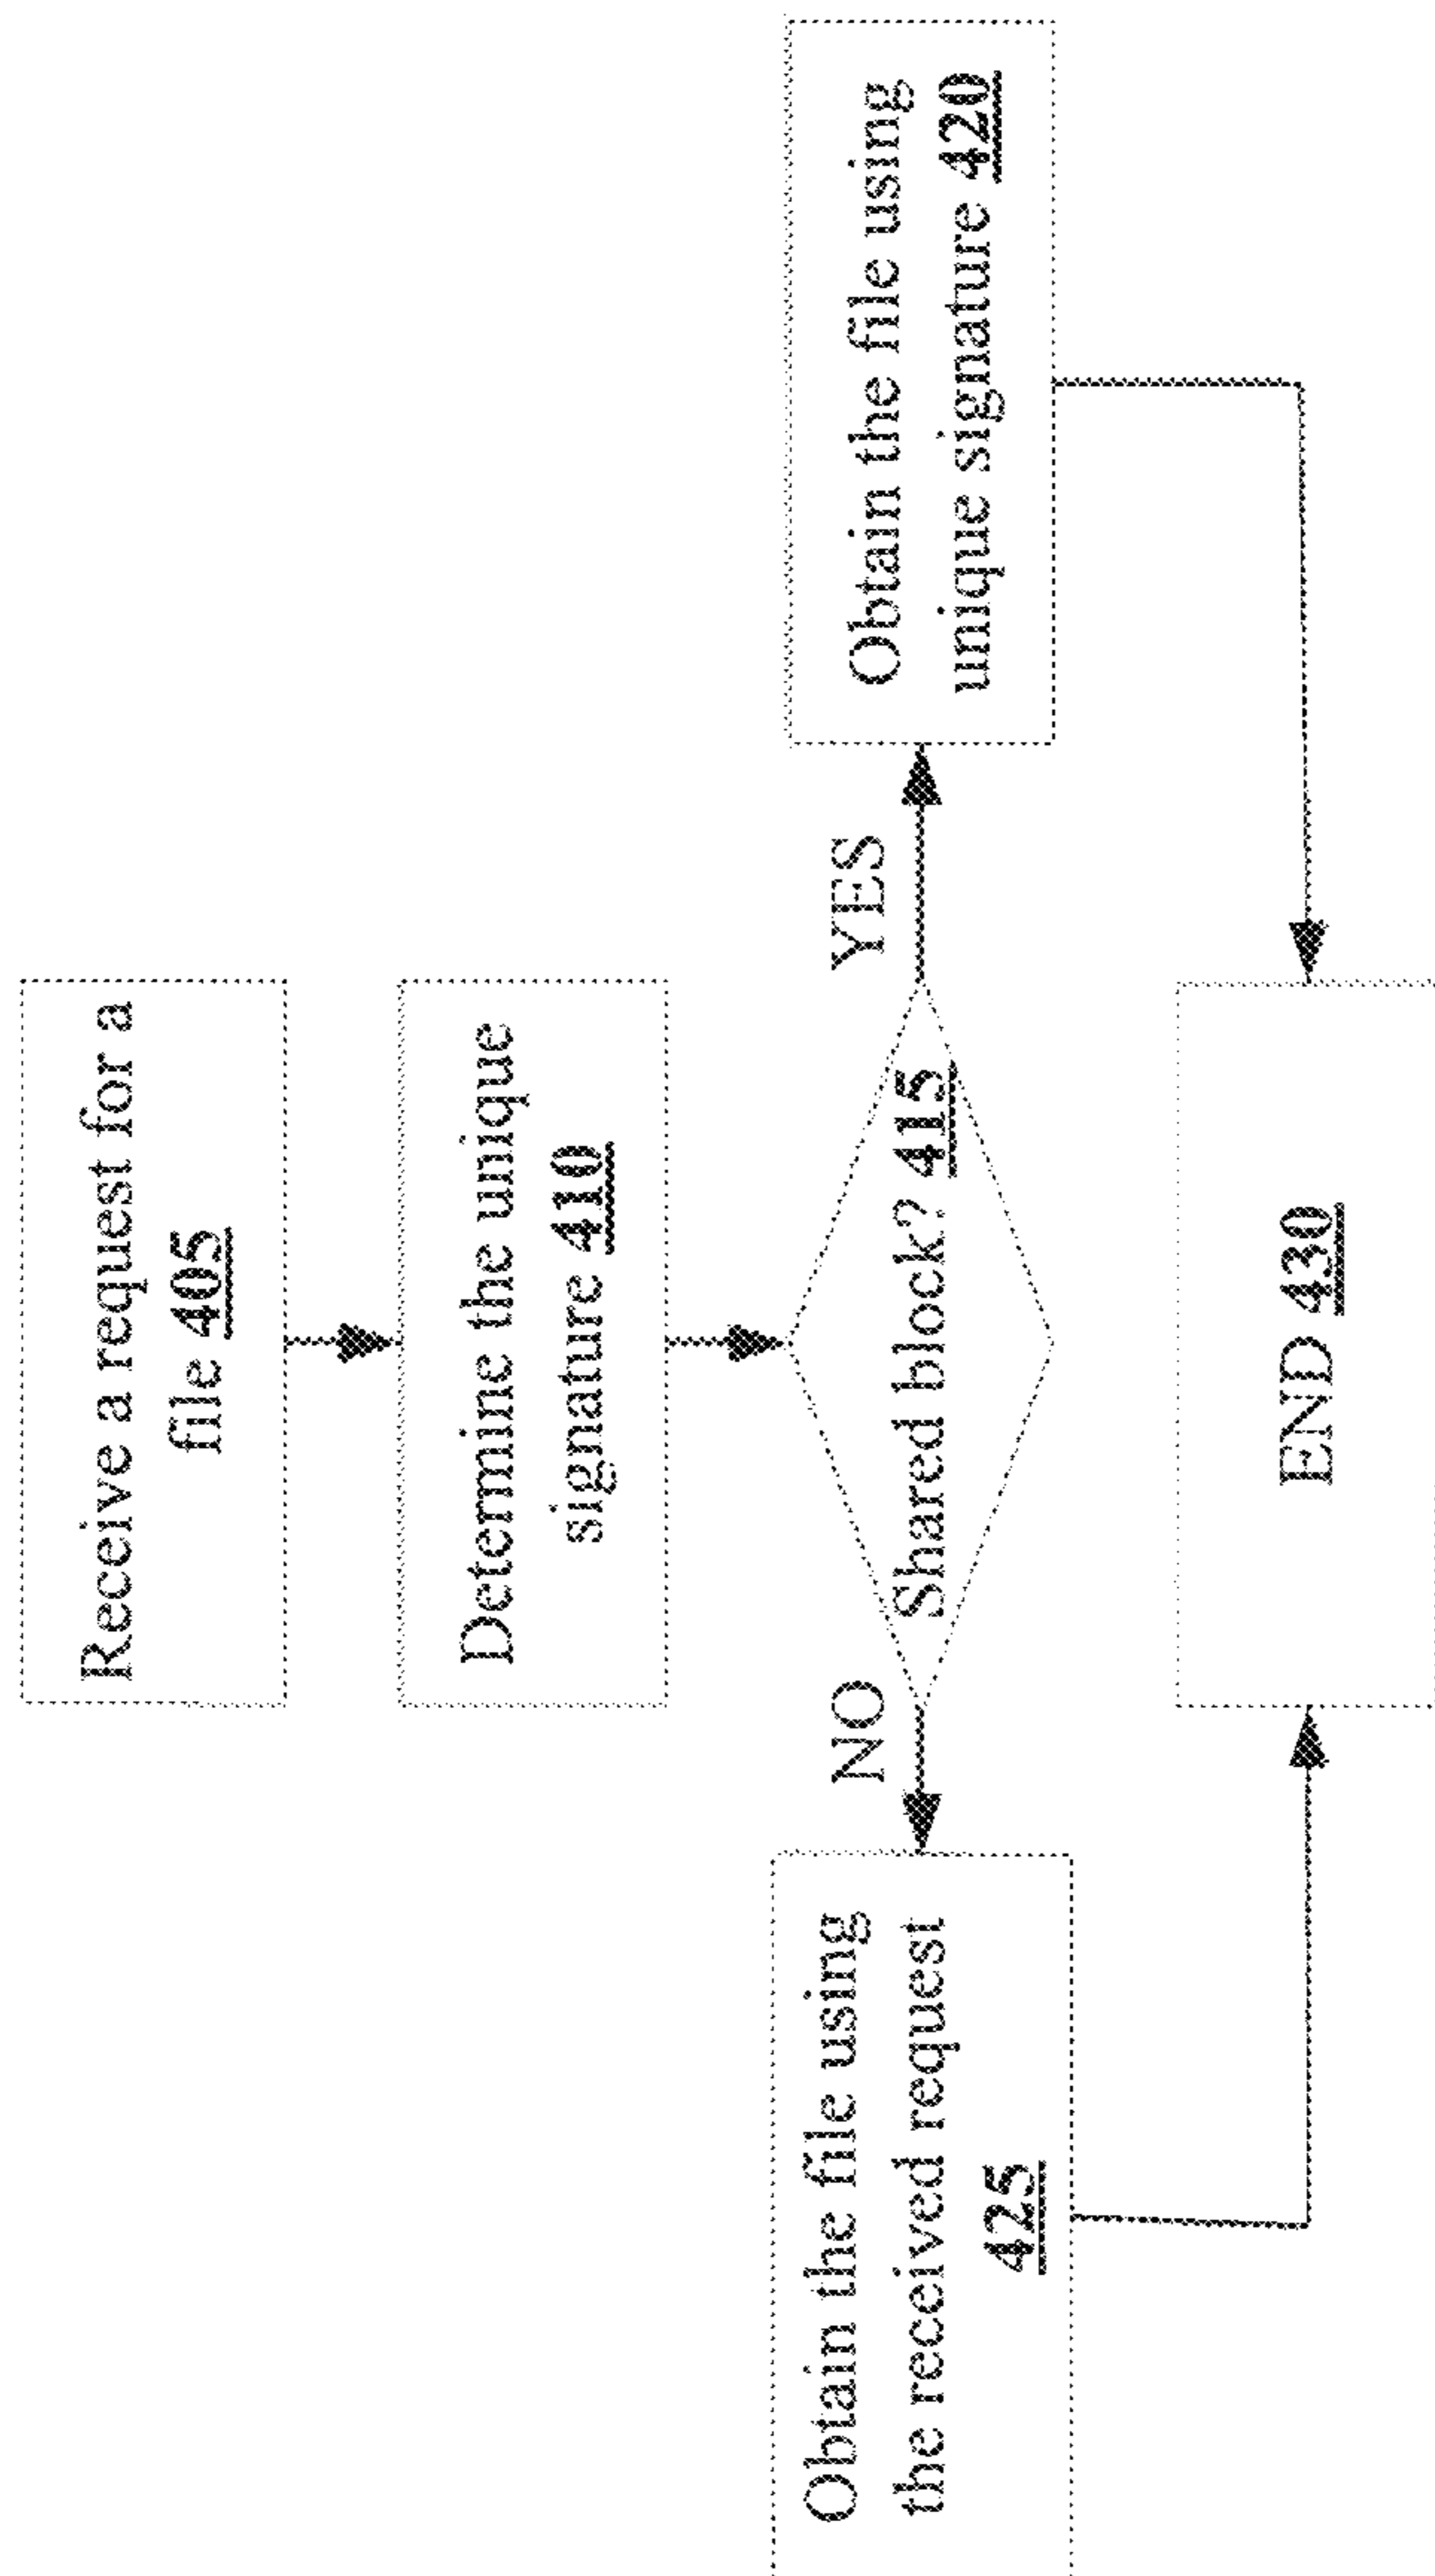 Receive a request for a
file 405
Determine the unique
signature 410
Shared block? 415
YES
NO
Obtain the file using
unique signature 420
Obtain the file using
the received request
425
END 430